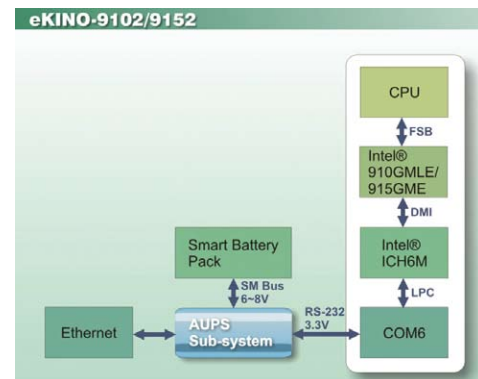 eKINO-9102/9152
CPU
FSB
Intel®
910GMLE/
915GME
DMI
Smart Battery
Pack
Intel®
ICH6M
SM Bus
6~8V
LPC
Ethernet
AUPS
Sub-system
RS-232
3.3V
COM6